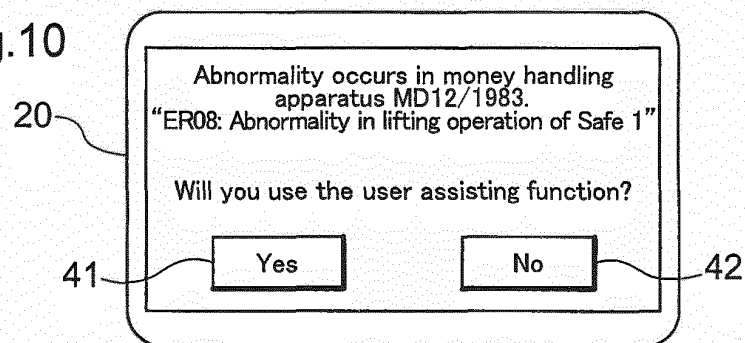 g.10
20
Abnormality occurs in money handling
apparatus MD12/1983.
“ER08: Abnormality in lifting operation of Safe 1”
Will you use the user assisting function?
41
Yes
No
42